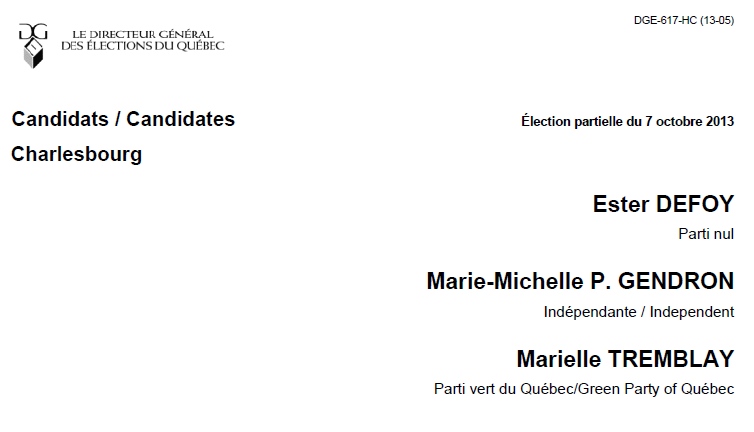 DGE-617-HC (13-05)
DGE
LE DIRECTEUR GÉNÉRAL
DES ÉLECTIONS DU QUÉBEC
Candidats / Candidates
Élection partielle du 7 octobre 2013
Charlesbourg
Ester DEFOY
Parti nul
Marie-Michelle P. GENDRON
Indépendante / Independent
Marielle TREMBLAY
Parti vert du Québec/Green Party of Québec